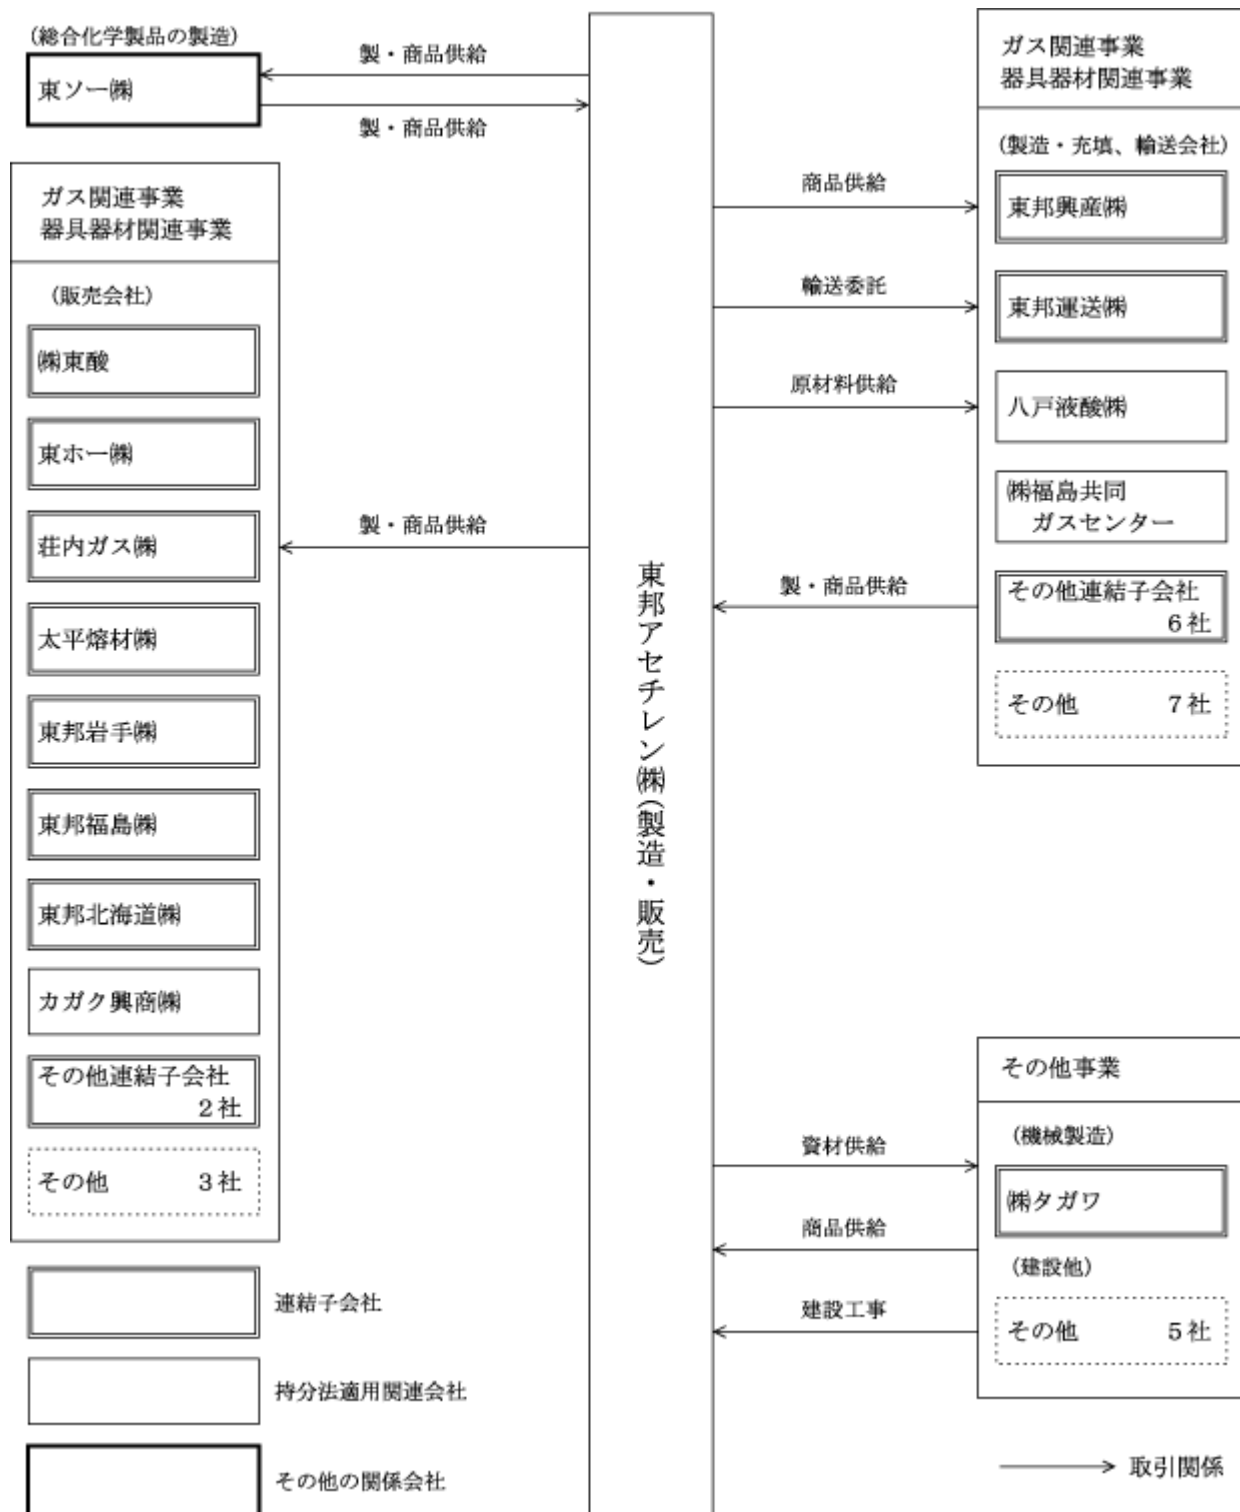 (総合化学製品の製造)
東ソー㈱
製・商品供給
製・商品供給
ガス関連事業
器具器材関連事業
(販売会社)
㈱東酸
東ホー㈱
荘内ガス㈱
太平熔材㈱
東邦岩手㈱
東邦福島㈱
東邦北海道㈱
カガク興商㈱
その他連結子会社
2社
その他 3社
製・商品供給
東邦アセチレン㈱(製造・販売)
ガス関連事業
器具器材関連事業
(製造・充填、輸送会社)
商品供給
東邦興産㈱
輸送委託
東邦運送㈱
原材料供給
八戸液酸㈱
㈱福島共同
ガスセンター
製・商品供給
その他連結子会社
6社
その他 7社
その他事業
(機械製造)
資材供給
㈱タガワ
商品供給
(建設他)
建設工事
その他 5社
連結子会社
持分法適用関連会社
その他の関係会社
取引関係